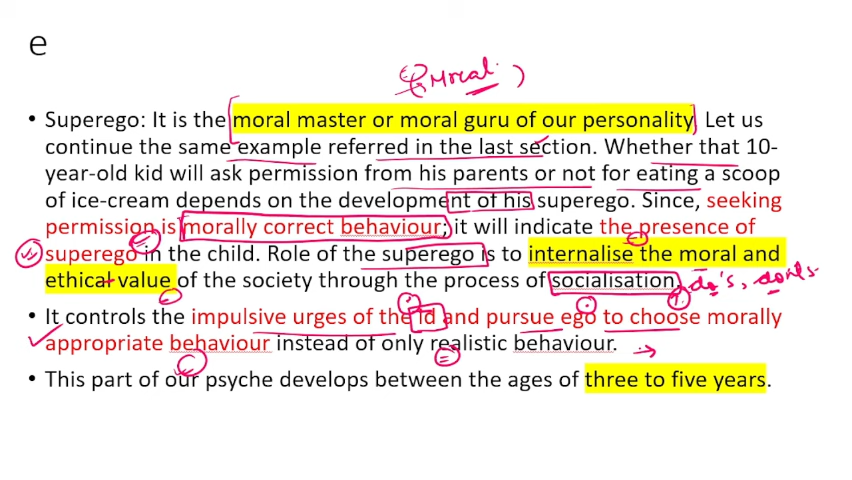 e
(Moral)
• Superego: It is the moral master or moral guru of our personality. Let us
continue the same example referred in the last section. Whether that 10-
year-old kid will ask permission from his parents or not for eating a scoop
of ice-cream depends on the development of his superego. Since, seeking
permission is morally correct behaviour; it will indicate the presence of
superego in the child. Role of the superego is to internalise the moral and
ethical value of the society through the process of socialisation. do's, don'ts.
• It controls the impulsive urges of the id and pursue ego to choose morally
appropriate behaviour instead of only realistic behaviour.
• This part of our psyche develops between the ages of three to five years.